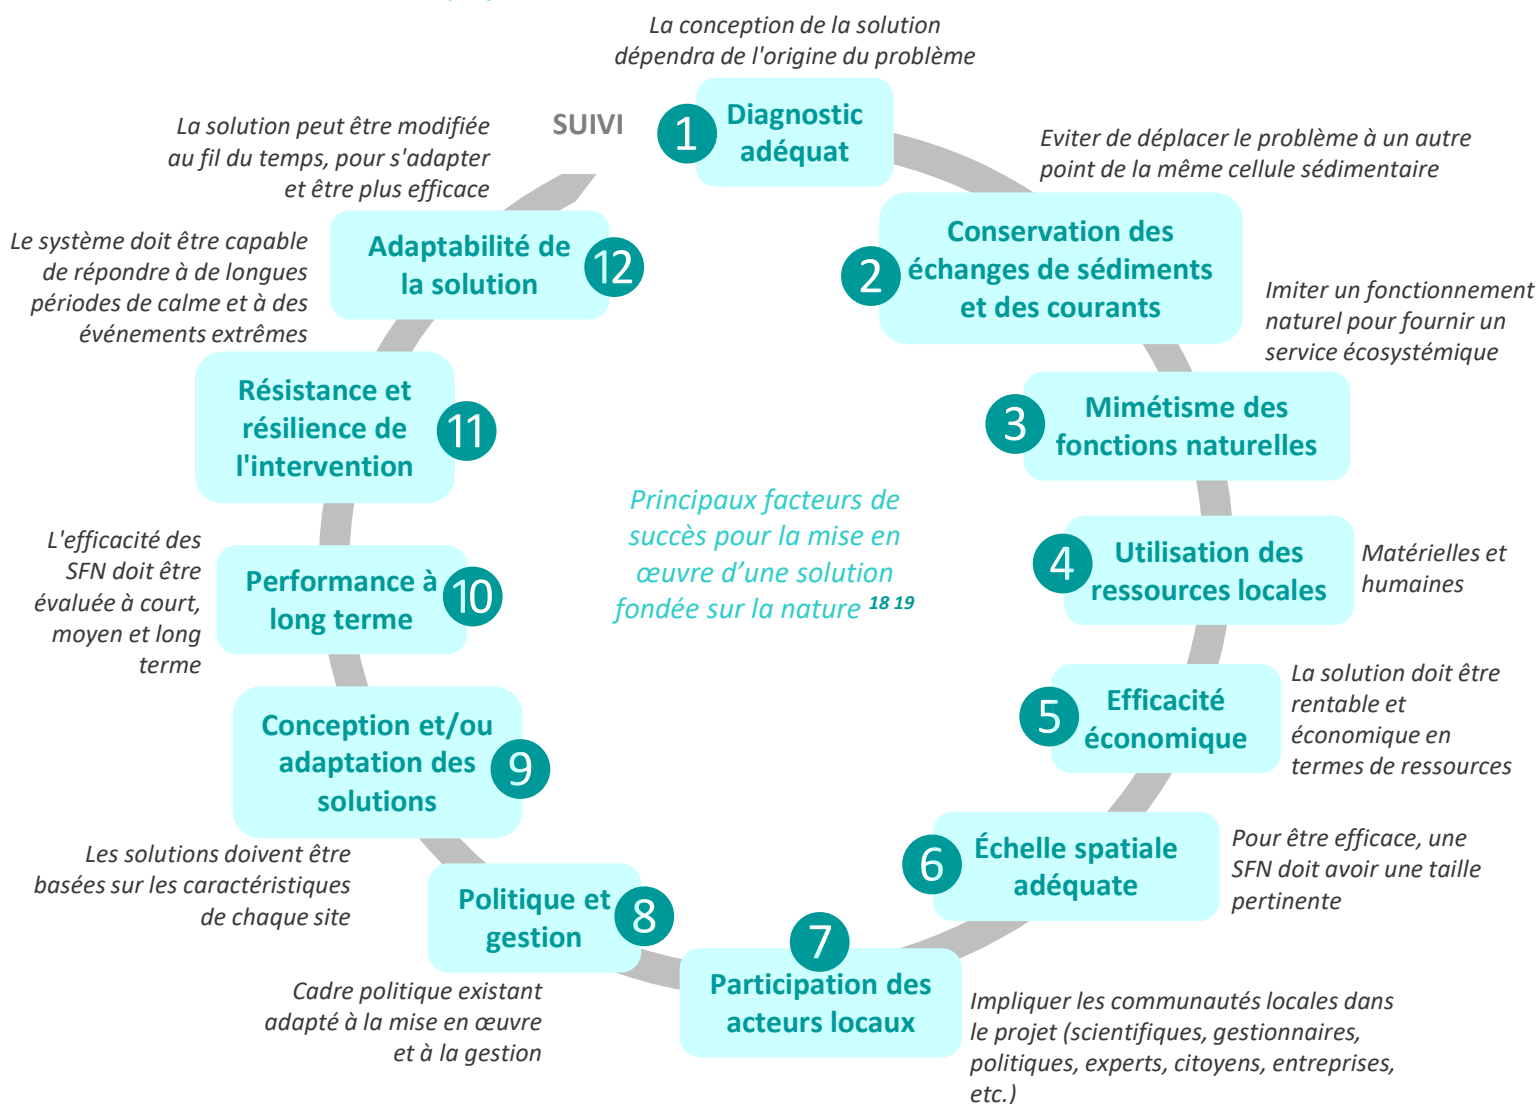 La conception de la solution
dépendra de l'origine du problème
SUIVI
1
Diagnostic
adéquat
Eviter de déplacer le problème à un autre
point de la même cellule sédimentaire
2
Conservation des
échanges de sédiments
et des courants
Imiter un fonctionnement
naturel pour fournir un
service écosystémique
3
Mimétisme des
fonctions naturelles
4
Utilisation des
ressources locales
Matérielles et
humaines
5
Efficacité
économique
La solution doit être
rentable et
économique en
termes de ressources
6
Échelle spatiale
adéquate
Pour être efficace, une
SFN doit avoir une taille
pertinente
7
Participation des
acteurs locaux
Impliquer les communautés locales dans
le projet (scientifiques, gestionnaires,
politiques, experts, citoyens, entreprises,
etc.)
8
Politique et
gestion
Cadre politique existant
adapté à la mise en œuvre
et à la gestion
9
Conception et/ou
adaptation des
solutions
Les solutions doivent être
basées sur les caractéristiques
de chaque site
10
Performance à
long terme
L'efficacité des
SFN doit être
évaluée à court,
moyen et long
terme
11
Résistance et
résilience de
l'intervention
Le système doit être capable
de répondre à de longues
périodes de calme et à des
événements extrêmes
12
Adaptabilité de
la solution
La solution peut être modifiée
au fil du temps, pour s'adapter
et être plus efficace
Principaux facteurs de
succès pour la mise en
œuvre d’une solution
fondée sur la nature 18 19